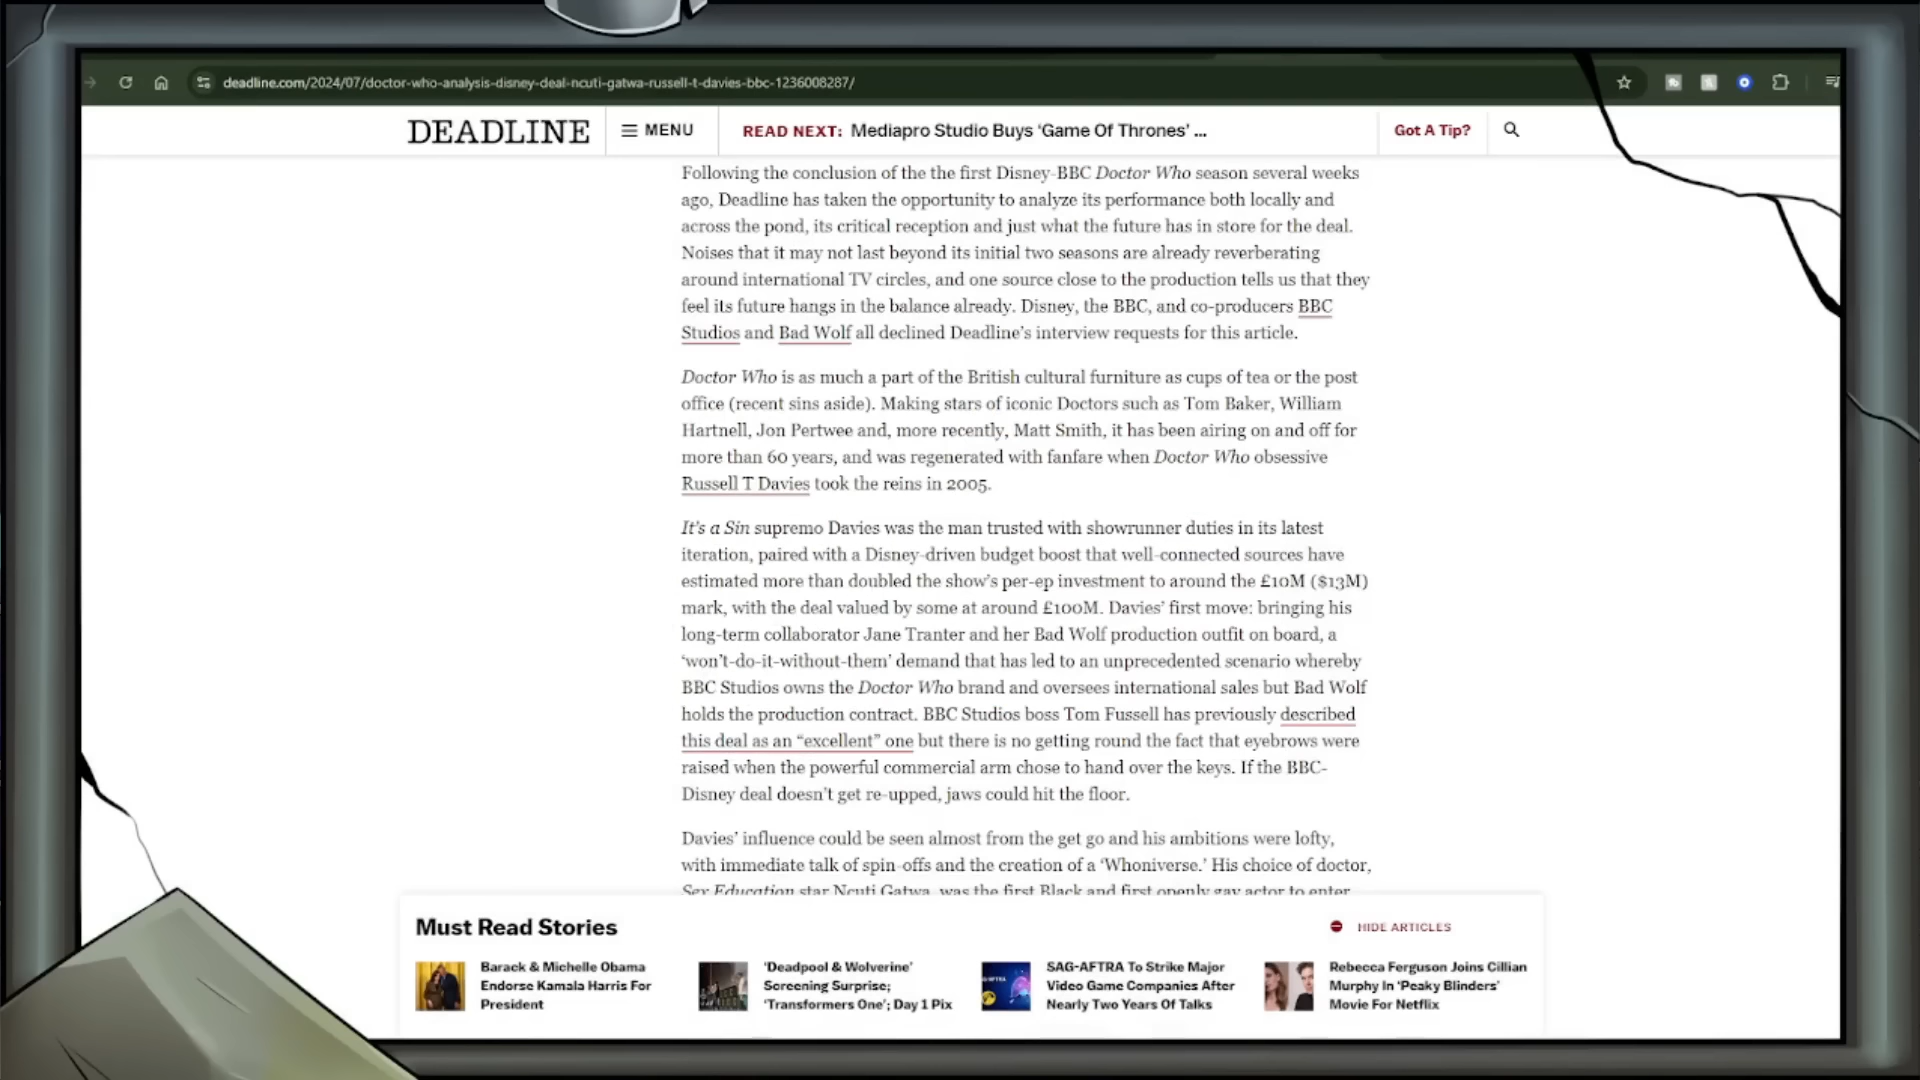 deadline.com/2024/07/doctor-who-analysis-disney-deal-ncuti-gatwa-russell-t-davies-bbc-1236008287/
DEADLINE
MENU
READ NEXT: Mediapro Studio Buys ‘Game Of Thrones’ ...
Got A Tip?
Following the conclusion of the the first Disney-BBC Doctor Who season several weeks
ago, Deadline has taken the opportunity to analyze its performance both locally and
across the pond, its critical reception and just what the future has in store for the deal.
Noises that it may not last beyond its initial two seasons are already reverberating
around international TV circles, and one source close to the production tells us that they
feel its future hangs in the balance already. Disney, the BBC, and co-producers BBC
Studios and Bad Wolf all declined Deadline’s interview requests for this article.
Doctor Who is as much a part of the British cultural furniture as cups of tea or the post
office (recent sins aside). Making stars of iconic Doctors such as Tom Baker, William
Hartnell, Jon Pertwee and, more recently, Matt Smith, it has been airing on and off for
more than 60 years, and was regenerated with fanfare when Doctor Who obsessive
Russell T Davies took the reins in 2005.
It’s a Sin supremo Davies was the man trusted with showrunner duties in its latest
iteration, paired with a Disney-driven budget boost that well-connected sources have
estimated more than doubled the show’s per-ep investment to around the £10M ($13M)
mark, with the deal valued by some at around £100M. Davies’ first move: bringing his
long-term collaborator Jane Tranter and her Bad Wolf production outfit on board, a
‘won’t-do-it-without-them’ demand that has led to an unprecedented scenario whereby
BBC Studios owns the Doctor Who brand and oversees international sales but Bad Wolf
holds the production contract. BBC Studios boss Tom Fussell has previously described
this deal as an “excellent” one but there is no getting round the fact that eyebrows were
raised when the powerful commercial arm chose to hand over the keys. If the BBC-
Disney deal doesn’t get re-upped, jaws could hit the floor.
Davies’ influence could be seen almost from the get go and his ambitions were lofty,
with immediate talk of spin-offs and the creation of a ‘Whoniverse.’ His choice of doctor,
Sex Education star Ncuti Gatwa, was the first Black and first openly gay actor to enter
Must Read Stories
HIDE ARTICLES
Barack & Michelle Obama
Endorse Kamala Harris For
President
‘Deadpool & Wolverine’
Screening Surprise;
‘Transformers One’; Day 1 Pix
SAG-AFTRA To Strike Major
Video Game Companies After
Nearly Two Years Of Talks
Rebecca Ferguson Joins Cillian
Murphy In ‘Peaky Blinders’
Movie For Netflix